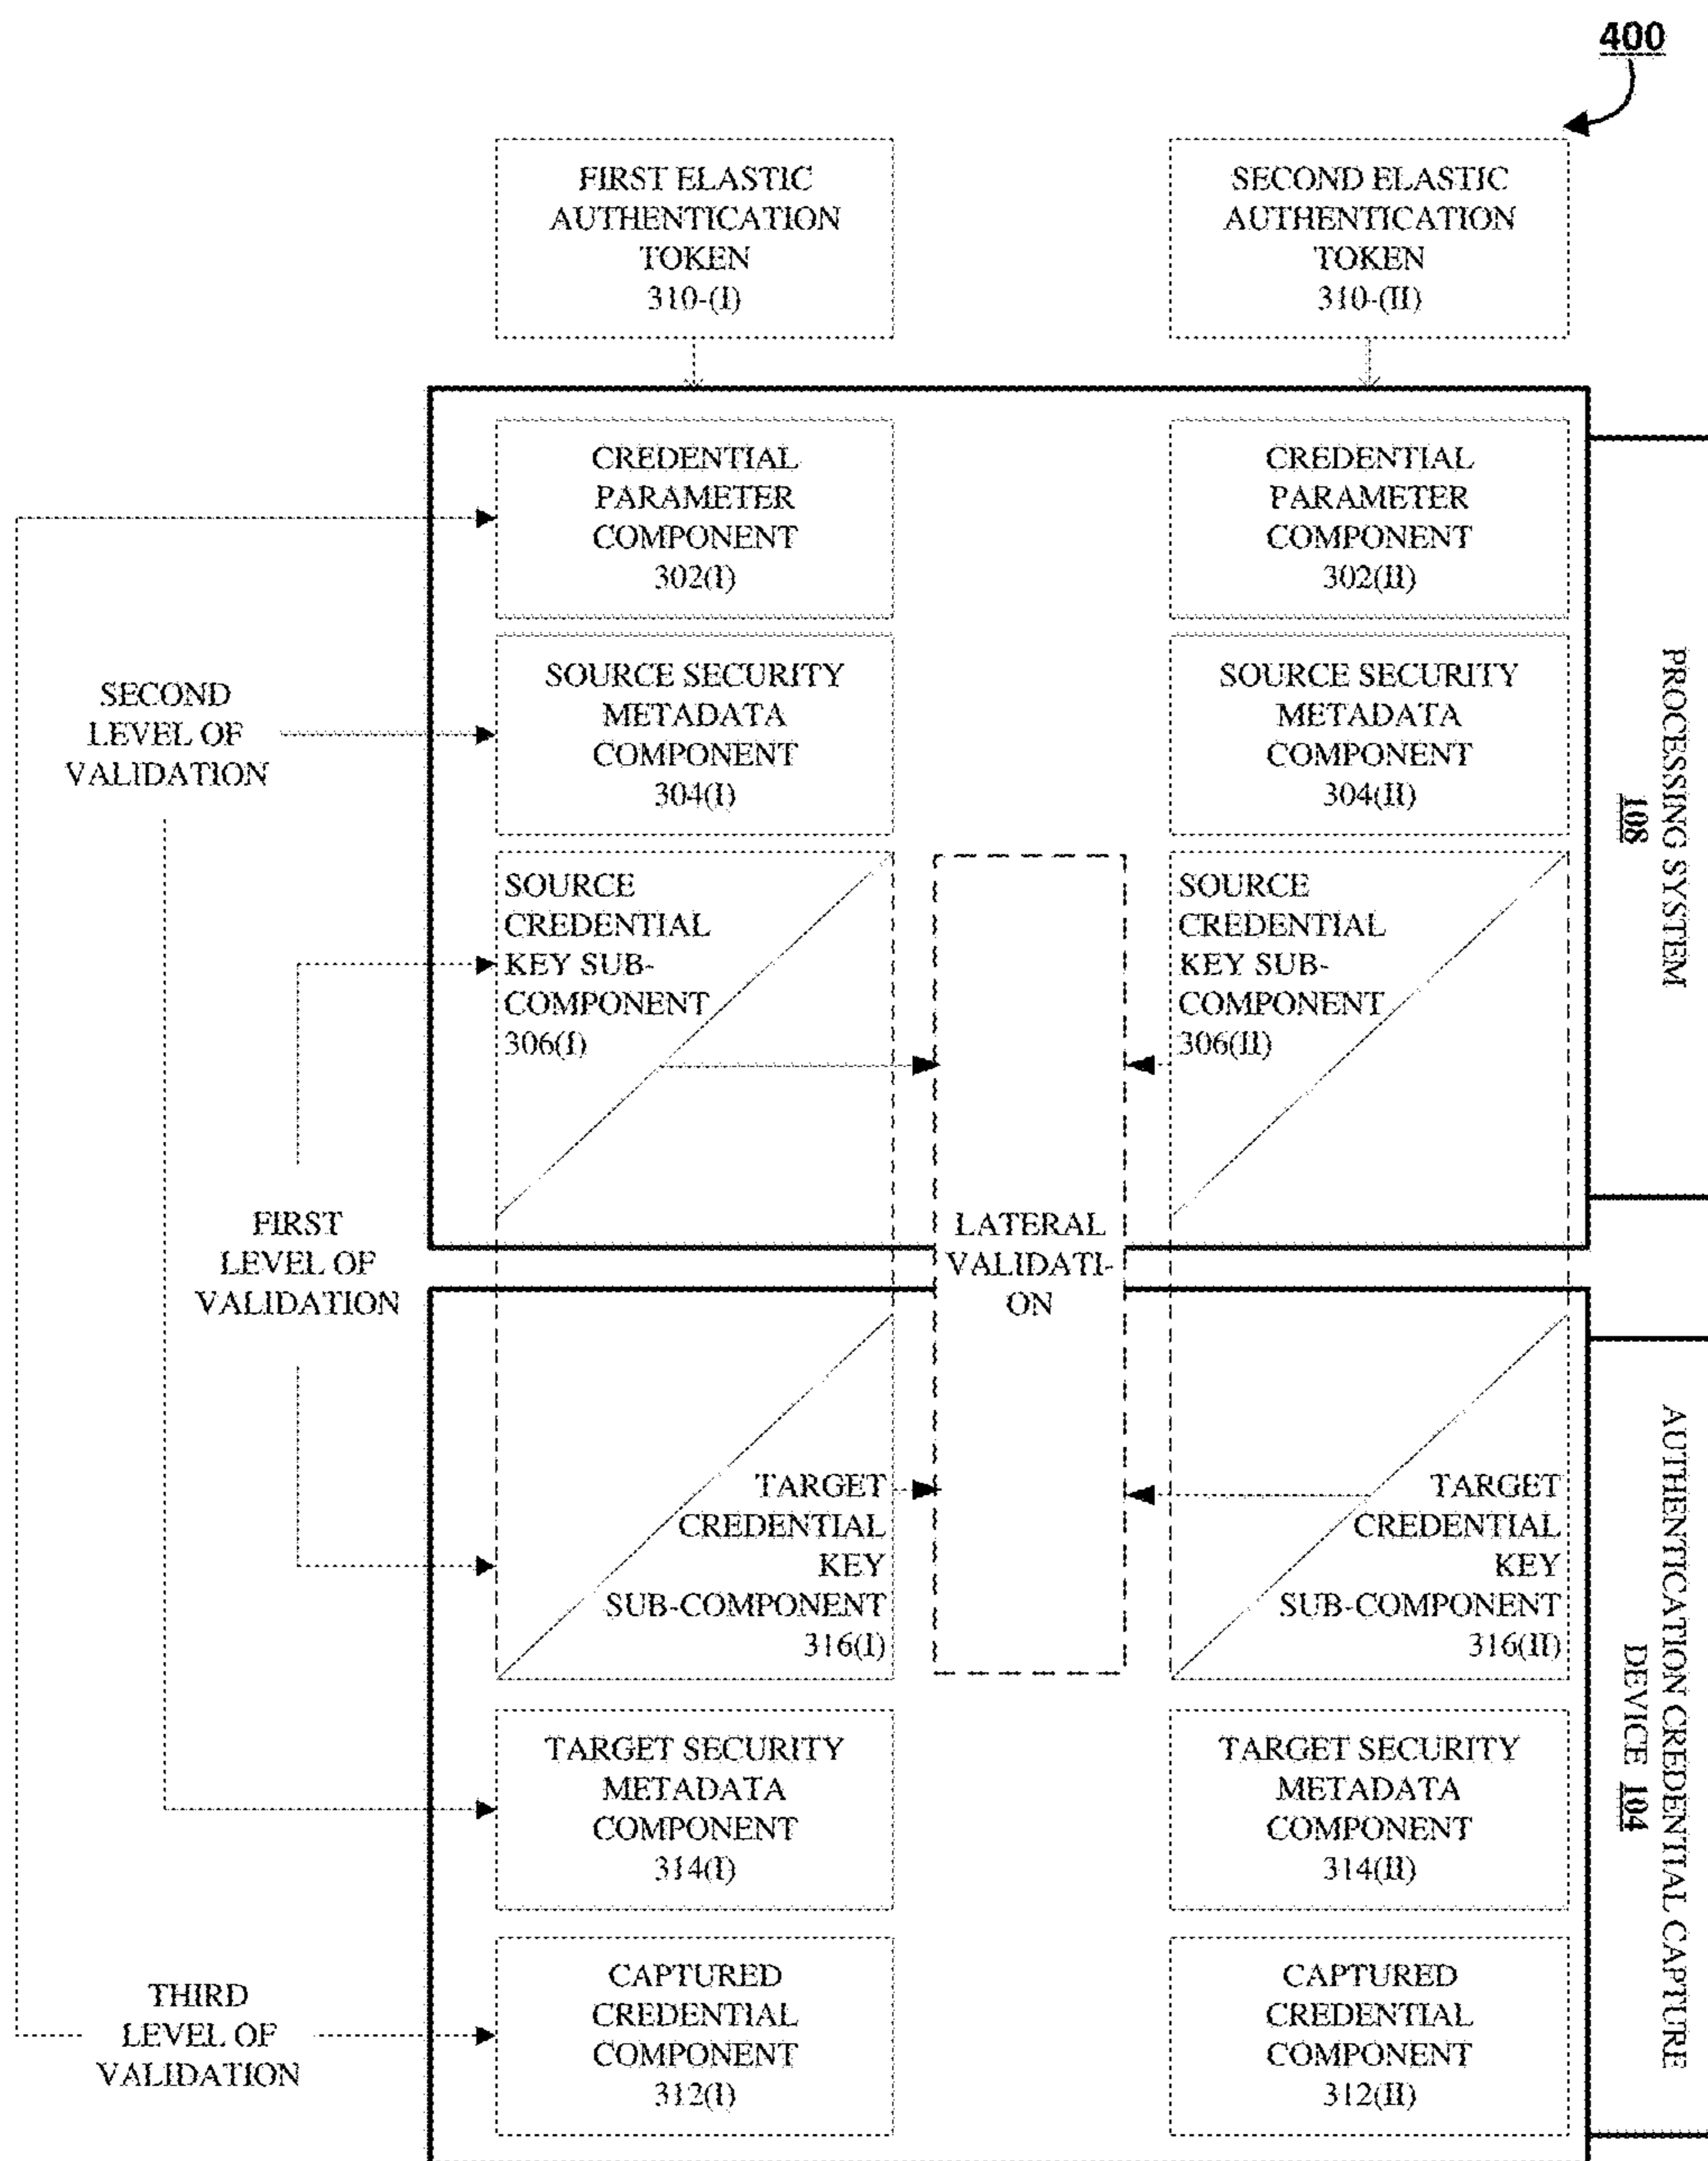 400
FIRST ELASTIC
AUTHENTICATION
TOKEN
310-(I)
SECOND ELASTIC
AUTHENTICATION
TOKEN
310-(II)
CREDENTIAL
PARAMETER
COMPONENT
302(I)
CREDENTIAL
PARAMETER
COMPONENT
302(II)
SECOND
LEVEL OF
VALIDATION
SOURCE SECURITY
METADATA
COMPONENT
304(I)
SOURCE SECURITY
METADATA
COMPONENT
304(II)
PROCESSING SYSTEM
108
SOURCE
CREDENTIAL
KEY SUB-
COMPONENT
306(I)
SOURCE
CREDENTIAL
KEY SUB-
COMPONENT
306(II)
FIRST
LEVEL OF
VALIDATION
LATERAL
VALIDATI-
ON
TARGET
CREDENTIAL
KEY
SUB-COMPONENT
316(I)
TARGET
CREDENTIAL
KEY
SUB-COMPONENT
316(II)
AUTHENTICATION CREDENTIAL CAPTURE
DEVICE 104
TARGET SECURITY
METADATA
COMPONENT
314(I)
TARGET SECURITY
METADATA
COMPONENT
314(II)
THIRD
LEVEL OF
VALIDATION
CAPTURED
CREDENTIAL
COMPONENT
312(I)
CAPTURED
CREDENTIAL
COMPONENT
312(II)